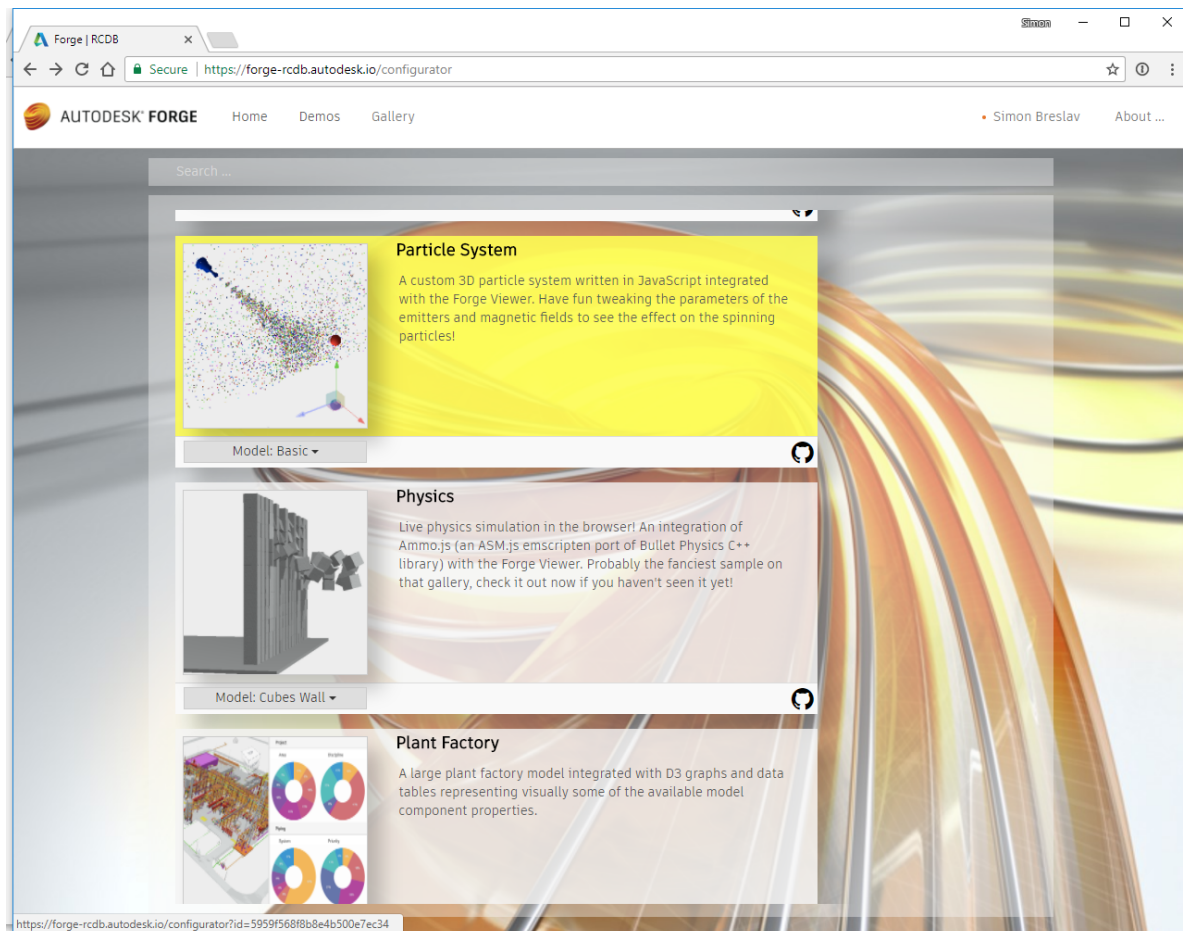 Simon
Forge | RCDB
Secure | https://forge-rcdb.autodesk.io/configurator
AUTODESK® FORGE
Home
Demos
Gallery
• Simon Breslav
About ...
Search ...
Particle System
A custom 3D particle system written in JavaScript integrated
with the Forge Viewer. Have fun tweaking the parameters of the
emitters and magnetic fields to see the effect on the spinning
particles!
Model: Basic
Physics
Live physics simulation in the browser! An integration of
Ammo.js (an ASM.js emscripten port of Bullet Physics C++
library) with the Forge Viewer. Probably the fanciest sample on
that gallery, check it out now if you haven't seen it yet!
Model: Cubes Wall
Plant Factory
A large plant factory model integrated with D3 graphs and data
tables representing visually some of the available model
component properties.
Project
Piping
System
Priority
https://forge-rcdb.autodesk.io/configurator?id=5959f568f8b8e4b500e7ec34